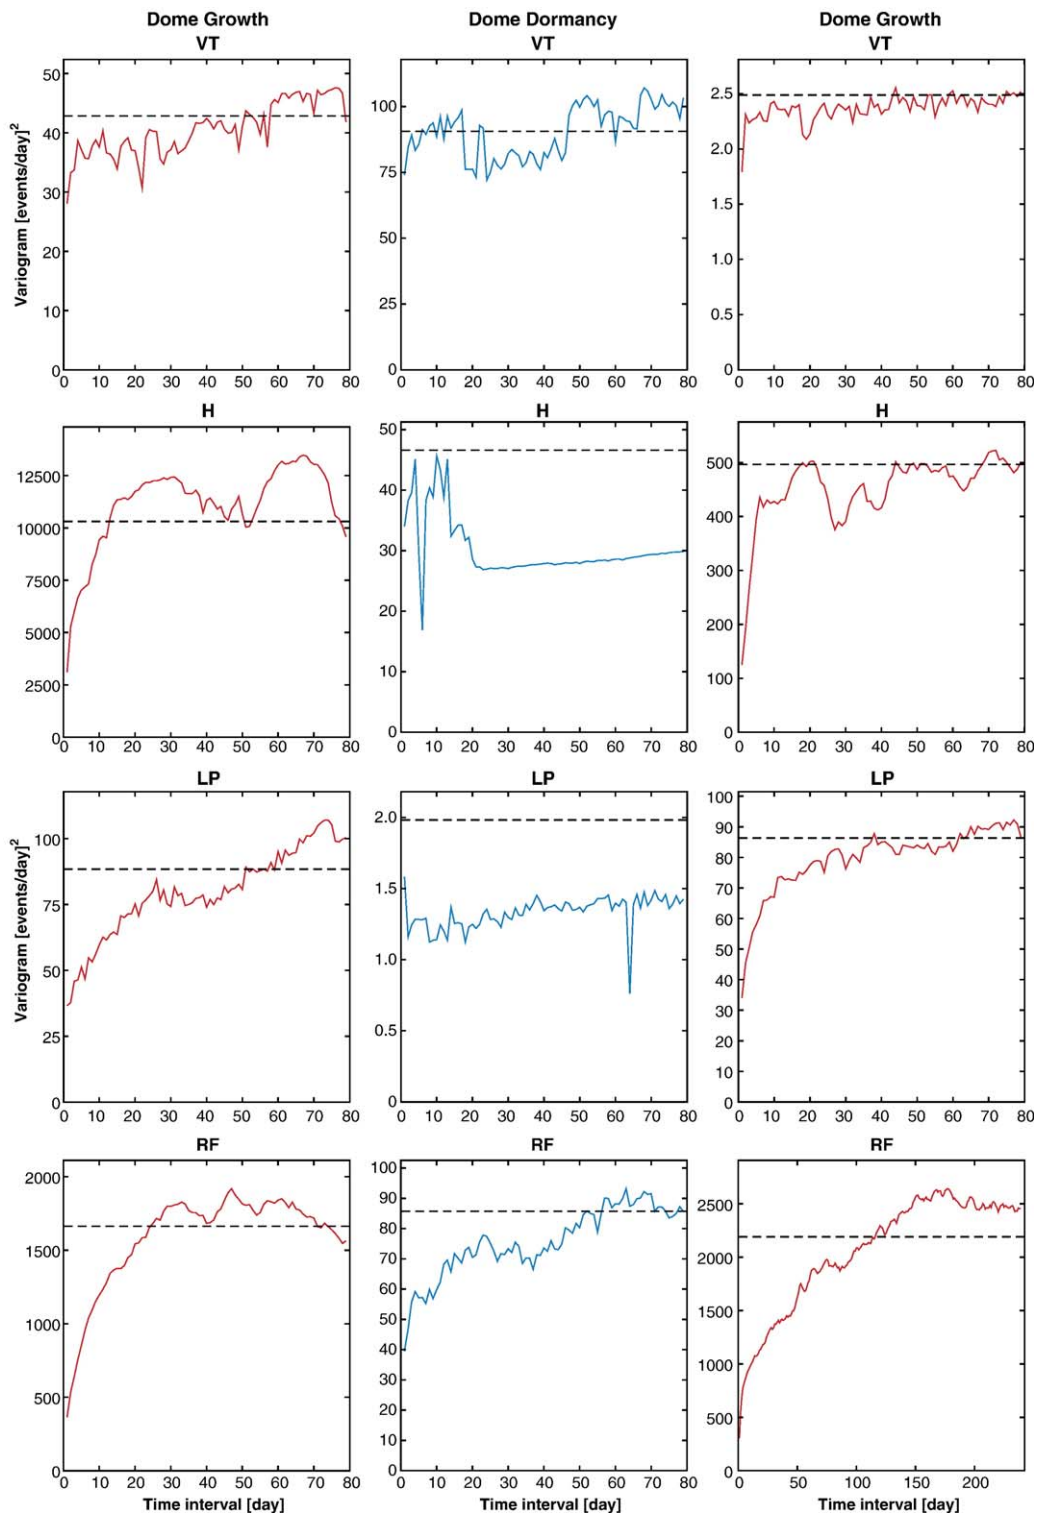 Dome Growth
VT
Dome Dormancy
VT
Dome Growth
VT
Variogram [events/day]²
50
40
30
20
10
0
0 10 20 30 40 50 60 70 80
100
75
50
25
0
0 10 20 30 40 50 60 70 80
2.5
2.0
1.5
1.0
0.5
0
0 10 20 30 40 50 60 70 80
H
12500
10000
7500
5000
2500
0
0 10 20 30 40 50 60 70 80
H
50
40
30
20
10
0
0 10 20 30 40 50 60 70 80
H
500
400
300
200
100
0
0 10 20 30 40 50 60 70 80
LP
Variogram [events/day]²
100
75
50
25
0
0 10 20 30 40 50 60 70 80
LP
2.0
1.5
1.0
0.5
0
0 10 20 30 40 50 60 70 80
LP
100
90
80
70
60
50
40
30
20
10
0
0 10 20 30 40 50 60 70 80
RF
2000
1500
1000
500
0
0 10 20 30 40 50 60 70 80
Time interval [day]
RF
100
90
80
70
60
50
40
30
20
10
0
0 10 20 30 40 50 60 70 80
Time interval [day]
RF
2500
2000
1500
1000
500
0
0 50 100 150 200
Time interval [day]